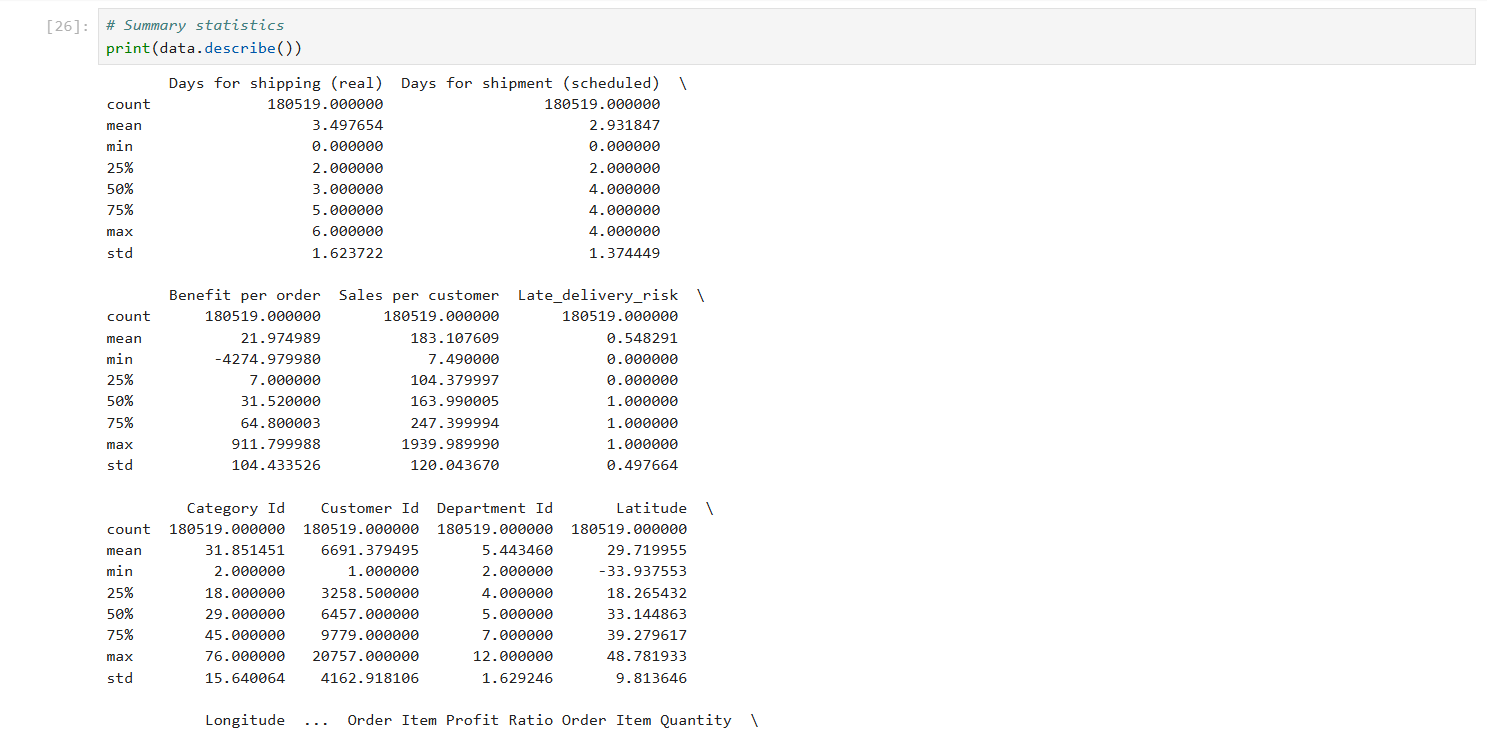 [26]: # Summary statistics
print(data.describe())
Days for shipping (real) Days for shipment (scheduled) \
count 180519.000000 180519.000000
mean 3.497654 2.931847
min 0.000000 0.000000
25% 2.000000 2.000000
50% 3.000000 4.000000
75% 5.000000 4.000000
max 6.000000 4.000000
std 1.623722 1.374449
Benefit per order Sales per customer Late_delivery_risk \
count 180519.000000 180519.000000 180519.000000
mean 21.974989 183.107609 0.548291
min -4274.979980 7.490000 0.000000
25% 7.000000 104.379997 0.000000
50% 31.520000 163.990005 1.000000
75% 64.800003 247.399994 1.000000
max 911.799988 1939.989990 1.000000
std 104.433526 120.043670 0.497664
Category Id Customer Id Department Id Latitude \
count 180519.000000 180519.000000 180519.000000 180519.000000
mean 31.851451 6691.379495 5.443460 29.719955
min 2.000000 1.000000 2.000000 -33.937553
25% 18.000000 3258.500000 4.000000 18.265432
50% 29.000000 6457.000000 5.000000 33.144863
75% 45.000000 9779.000000 7.000000 39.279617
max 76.000000 20757.000000 12.000000 48.781933
std 15.640064 4162.918106 1.629246 9.813646
Longitude ... Order Item Profit Ratio Order Item Quantity \